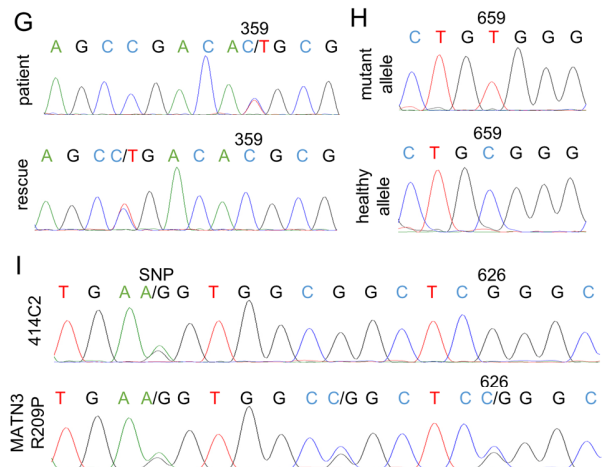 G
359
A G C C G A C A C/T G C G
patient
359
A G C C/T G A C A C G C G
rescue
H
659
C T G T G G G
mutant
allele
659
C T G C G G G
healthy
allele
I
SNP
626
T G A A/G G T G G C G G C T C G G G C
414C2
626
T G A A/G G T G G C C/G G C T C C/G G G C
MATN3
R209P